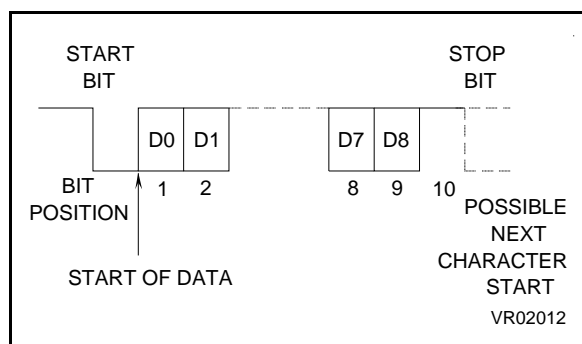 START BIT
STOP BIT
D0 D1 D7 D8
BIT POSITION
1 2 8 9 10
START OF DATA
POSSIBLE
NEXT
CHARACTER
START
VR02012